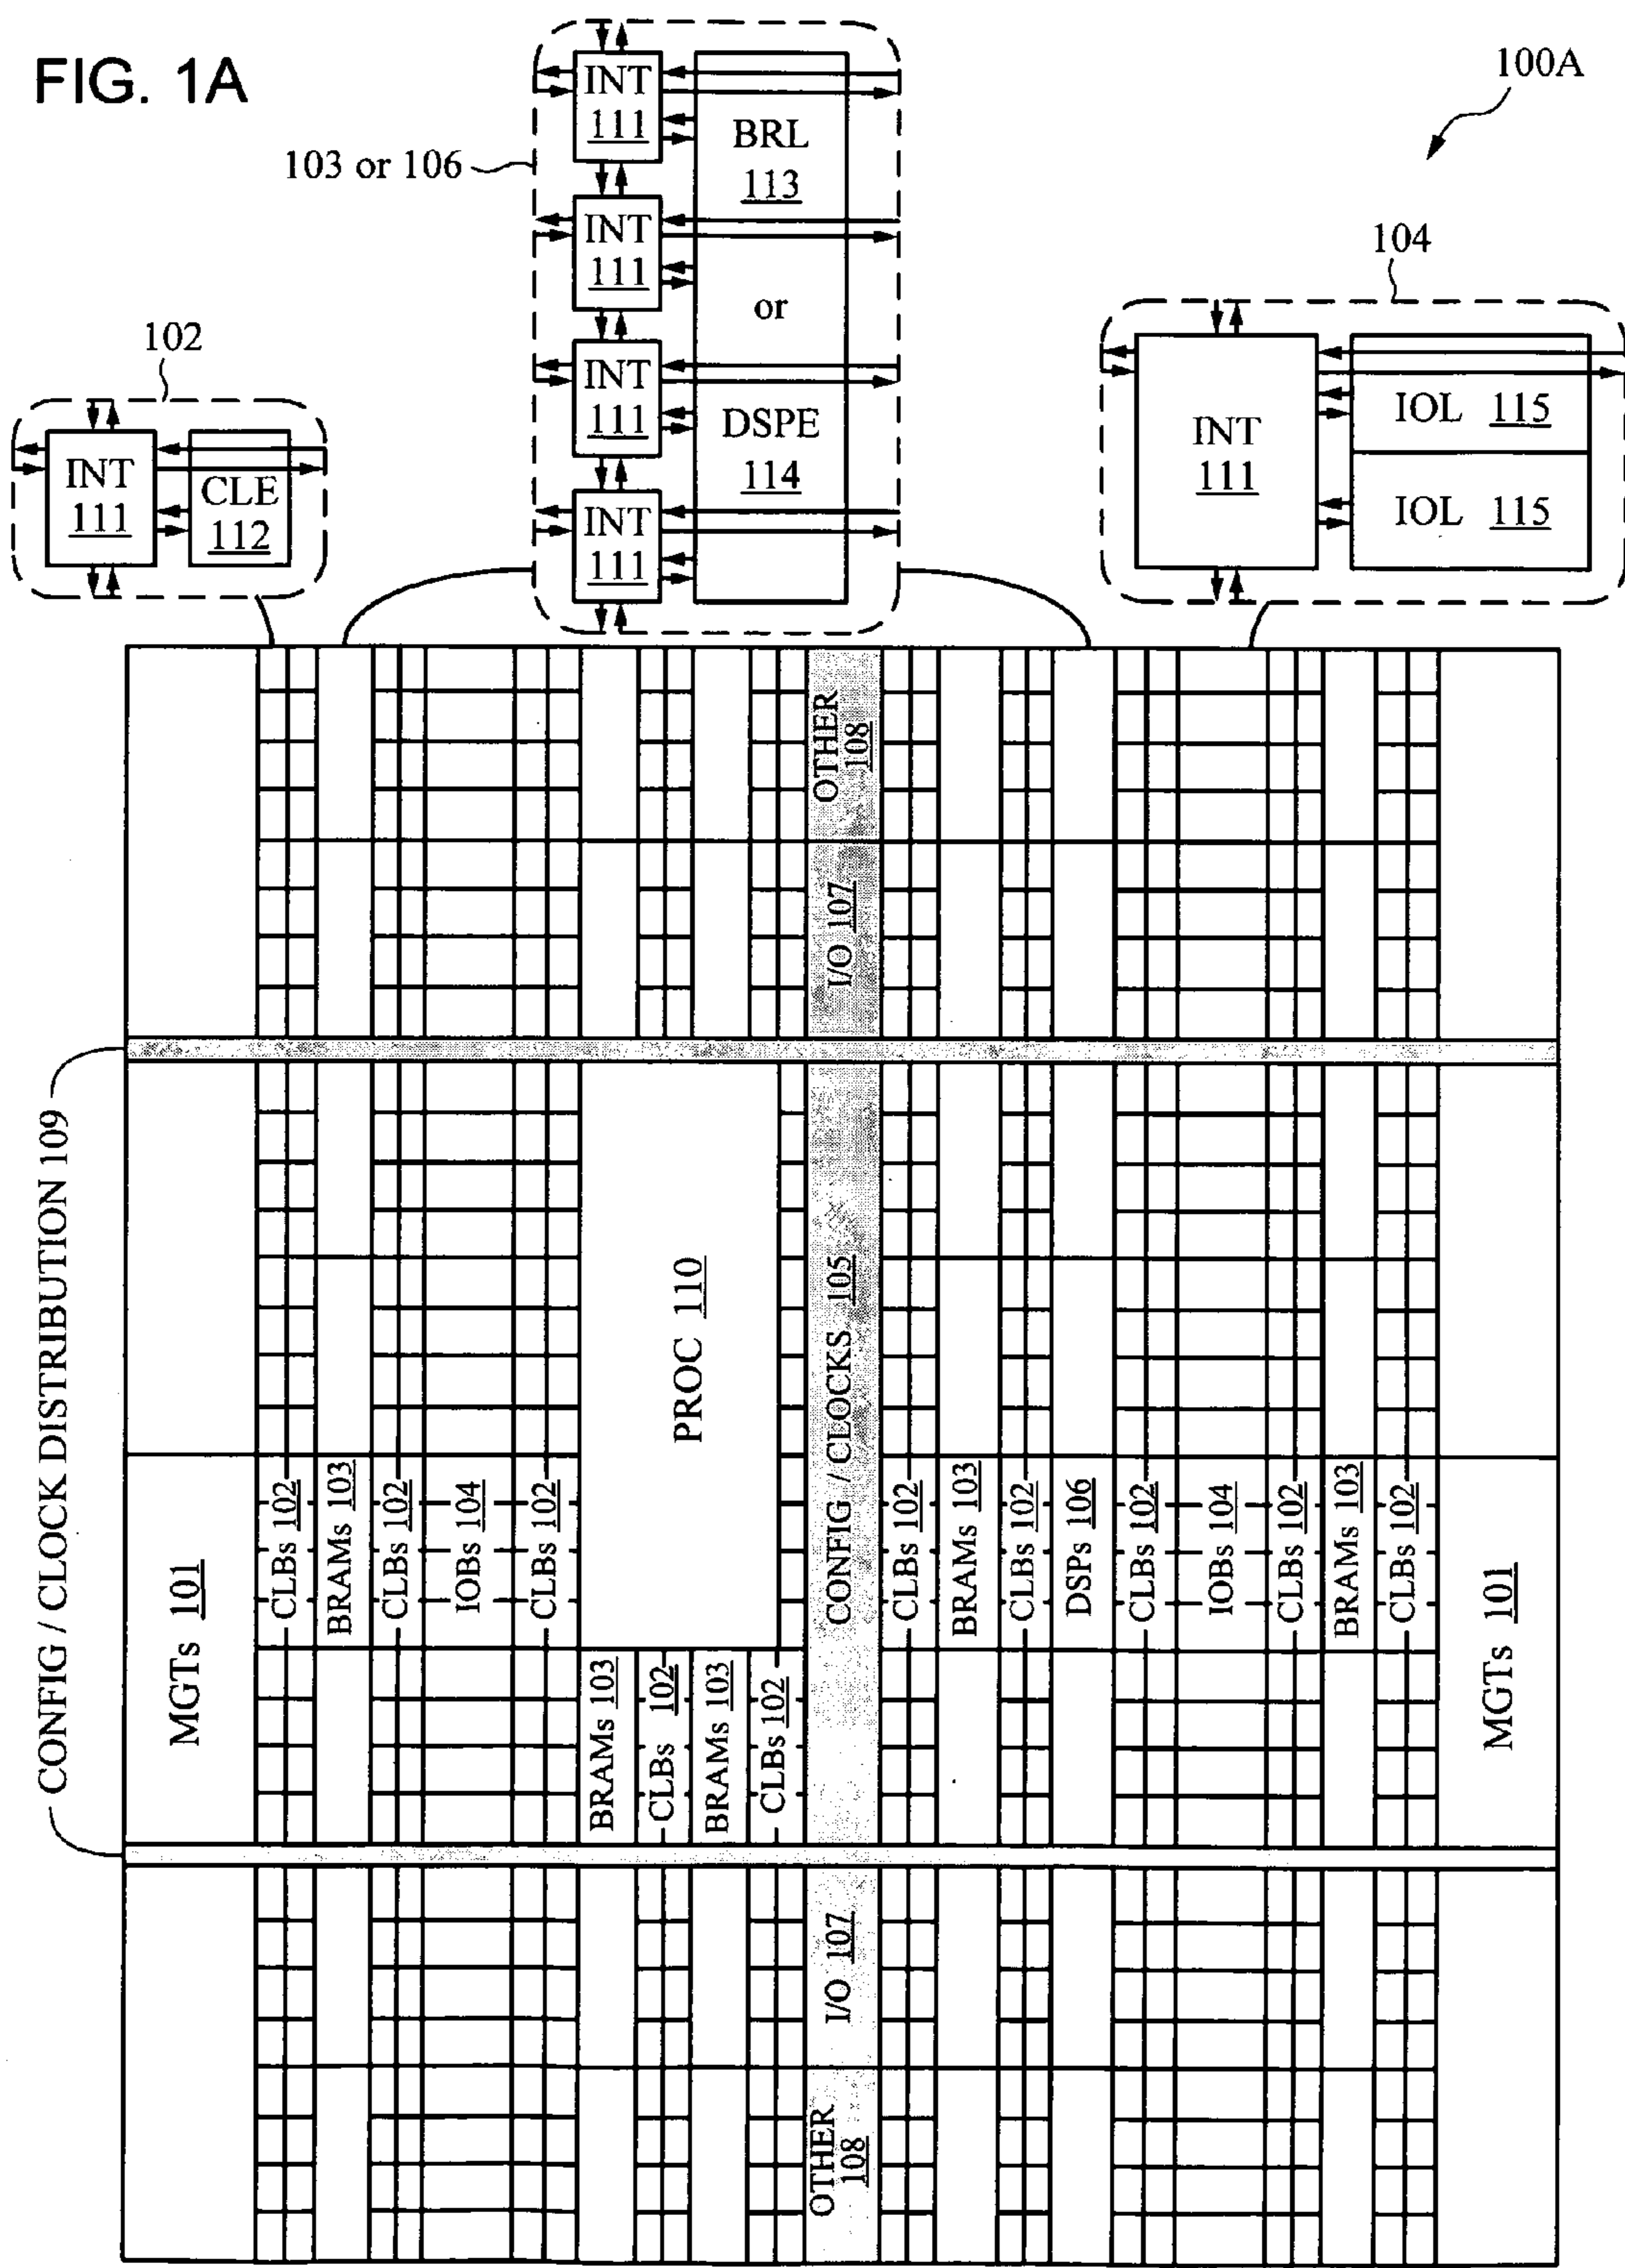 FIG. 1A
100A
103 or 106
INT
111
INT
111
INT
111
INT
111
BRL
113
or
DSPE
114
104
INT
111
IOL 115
IOL 115
102
INT
111
CLE
112
OTHER
108
I/O 107
CONFIG / CLOCK DISTRIBUTION 109
PROC 110
CONFIG / CLOCKS 105
MGTs 101
CLBs 102
BRAMs 103
CLBs 102
IOBs 104
CLBs 102
BRAMs 103
CLBs 102
BRAMs 103
CLBs 102
CLBs 102
BRAMs 103
CLBs 102
DSPs 106
CLBs 102
IOBs 104
CLBs 102
BRAMs 103
CLBs 102
MGTs 101
I/O 107
OTHER
108